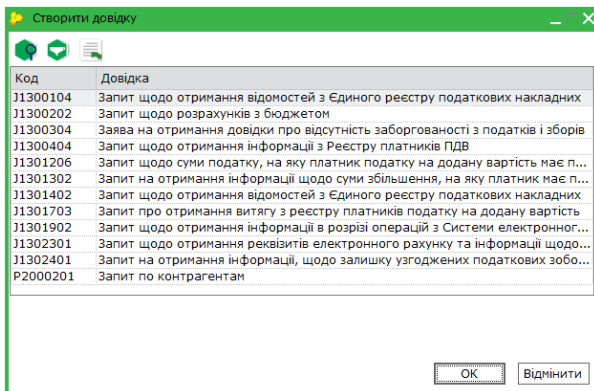 Створити довідку
Код Довідка
J1300104 Запит щодо отримання відомостей з Єдиного реєстру податкових накладних
J1300202 Запит щодо розрахунків з бюджетом
J1300304 Заява на отримання довідки про відсутність заборгованості з податків і зборів
J1300404 Запит щодо отримання інформації з Реєстру платників ПДВ
J1301206 Запит щодо суми податку, на яку платник податку на додану вартість має п...
J1301302 Запит на отримання інформації щодо суми збільшення, на яку платник має п...
J1301402 Запит щодо отримання відомостей з Єдиного реєстру податкових накладних
J1301703 Запит про отримання витягу з реєстру платників податку на додану вартість
J1301902 Запит щодо отримання інформації в розрізі операцій з Системи електронног...
J1302301 Запит щодо отримання реквізитів електронного рахунку та інформації щодо...
J1302401 Запит на отримання інформації, щодо залишку узгоджених податкових зобо...
P2000201 Запит по контрагентам
OK Відмінити